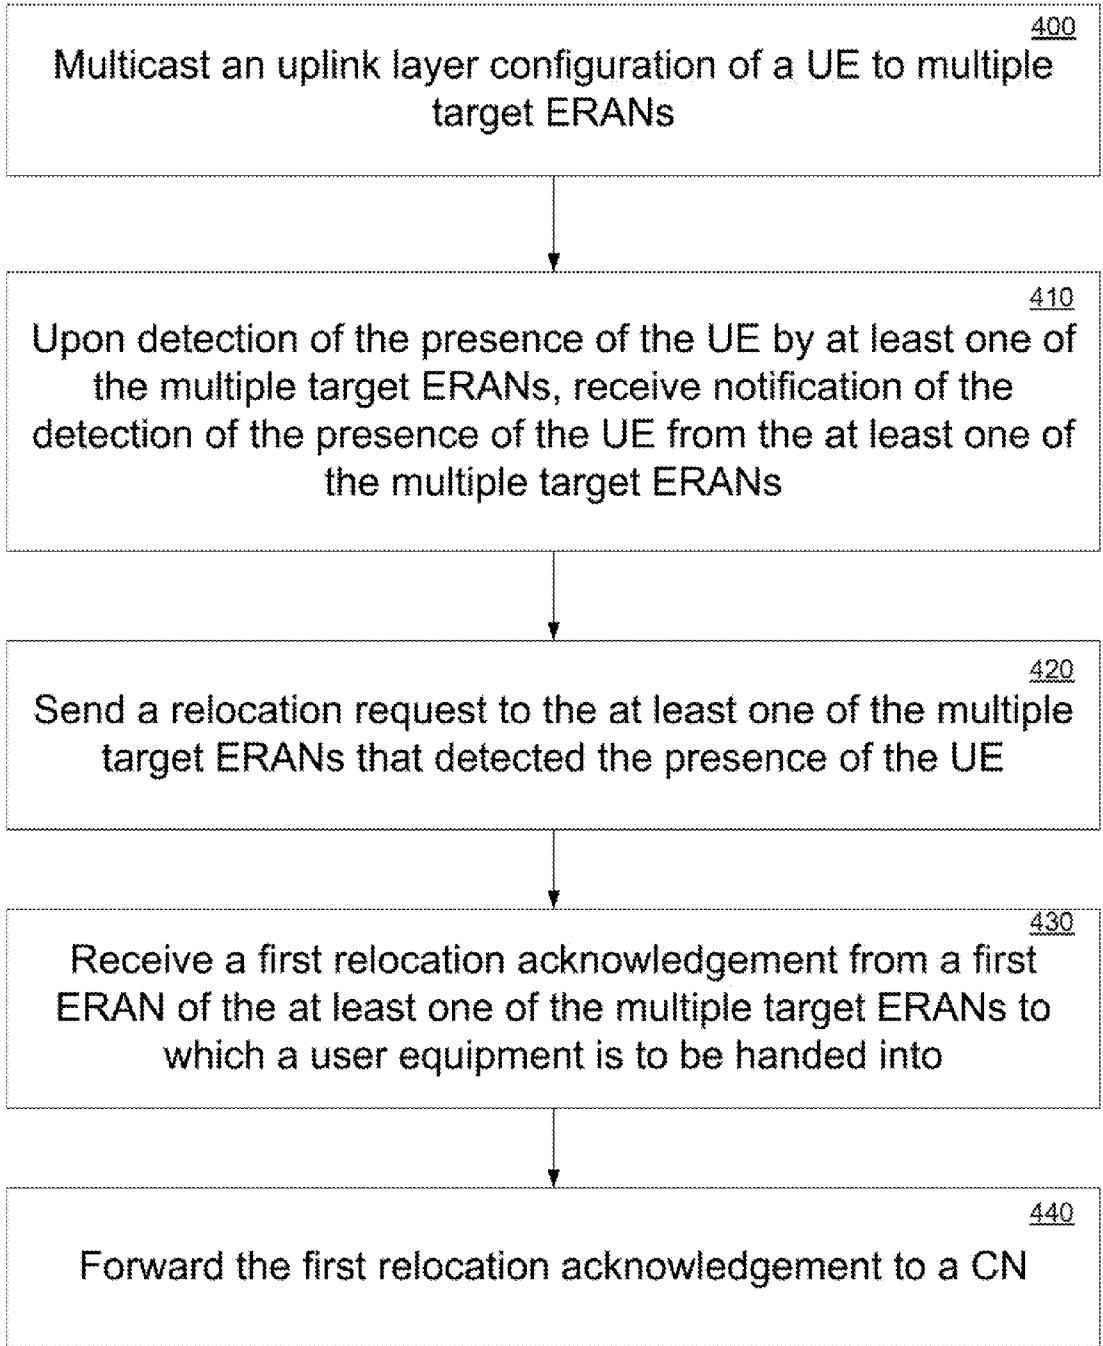 400
Multicast an uplink layer configuration of a UE to multiple
target ERANs
410
Upon detection of the presence of the UE by at least one of
the multiple target ERANs, receive notification of the
detection of the presence of the UE from the at least one of
the multiple target ERANs
420
Send a relocation request to the at least one of the multiple
target ERANs that detected the presence of the UE
430
Receive a first relocation acknowledgement from a first
ERAN of the at least one of the multiple target ERANs to
which a user equipment is to be handed into
440
Forward the first relocation acknowledgement to a CN